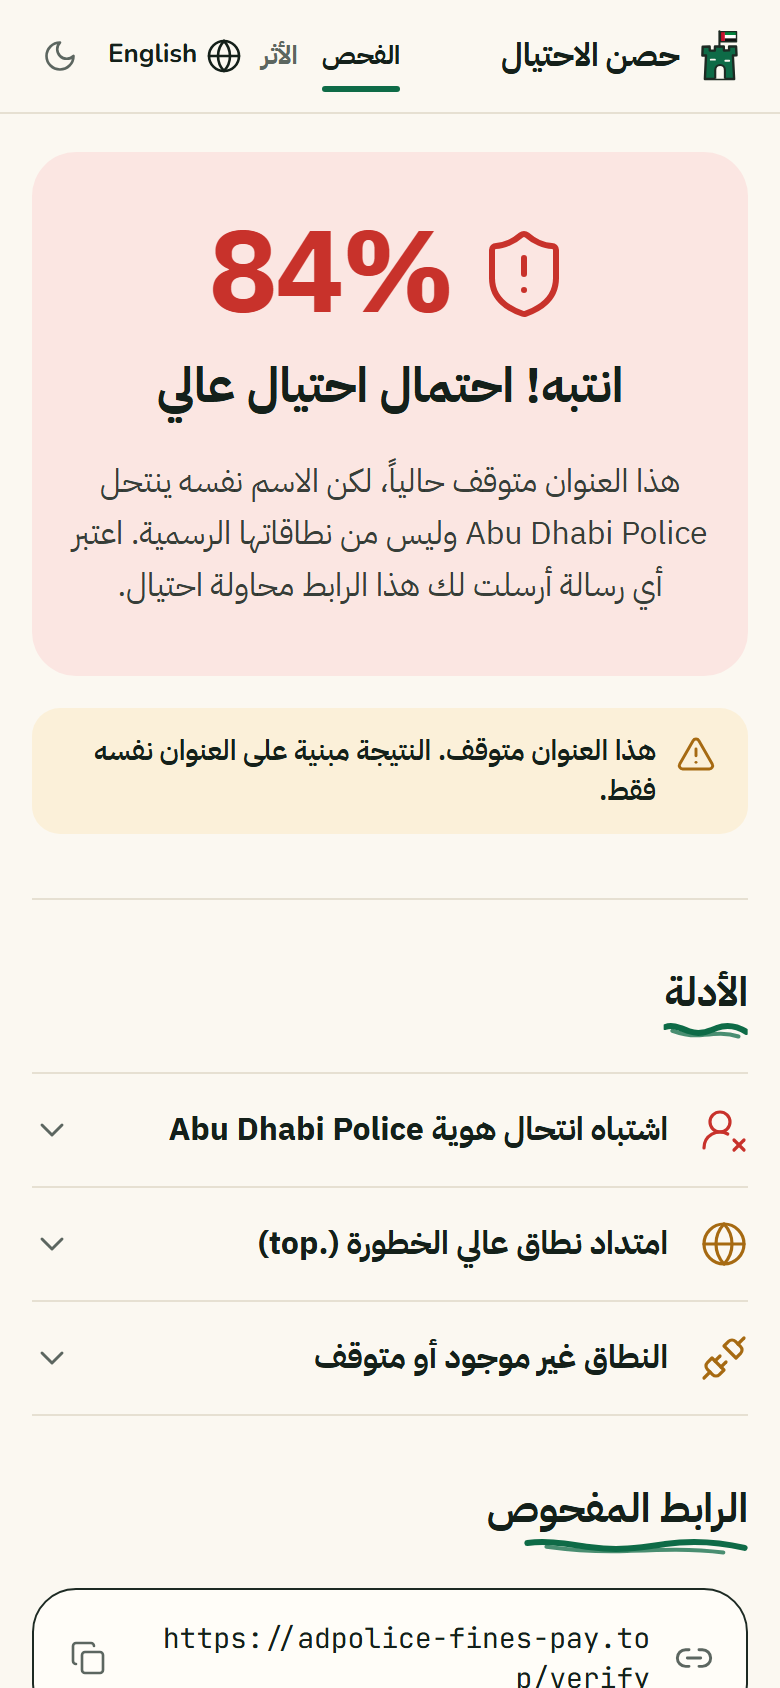 حصن الاحتيال
الفحص
الأثر
English
84%
انتبه! احتمال احتيال عالي
هذا العنوان متوقف حالياً، لكن الاسم نفسه ينتحل
Abu Dhabi Police وليس من نطاقاتها الرسمية. اعتبر
أي رسالة أرسلت لك هذا الرابط محاولة احتيال.
هذا العنوان متوقف. النتيجة مبنية على العنوان نفسه
فقط.
الأدلة
اشتباه انتحال هوية Abu Dhabi Police
امتداد نطاق عالي الخطورة (.top)
النطاق غير موجود أو متوقف
الرابط المفحوص
https://adpolice-fines-pay.to
p/verify